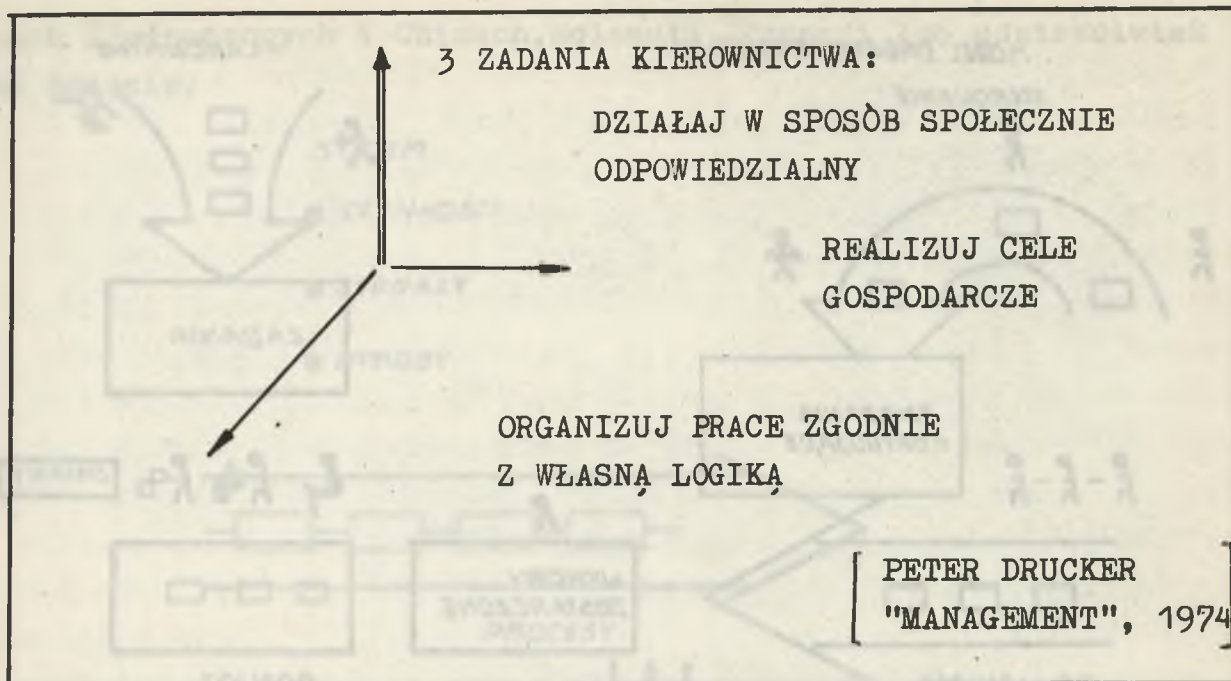 3 ZADANIA KIEROWNICTWA:
DZIAŁAJ W SPOSÒB SPOŁECZNIE
ODPOWIEDZIALNY
REALIZUJ CELE
GOSPODARCZE
ORGANIZUJ PRACE ZGODNIE
Z WŁASNĄ LOGIKĄ
PETER DRUCKER
"MANAGEMENT", 1974